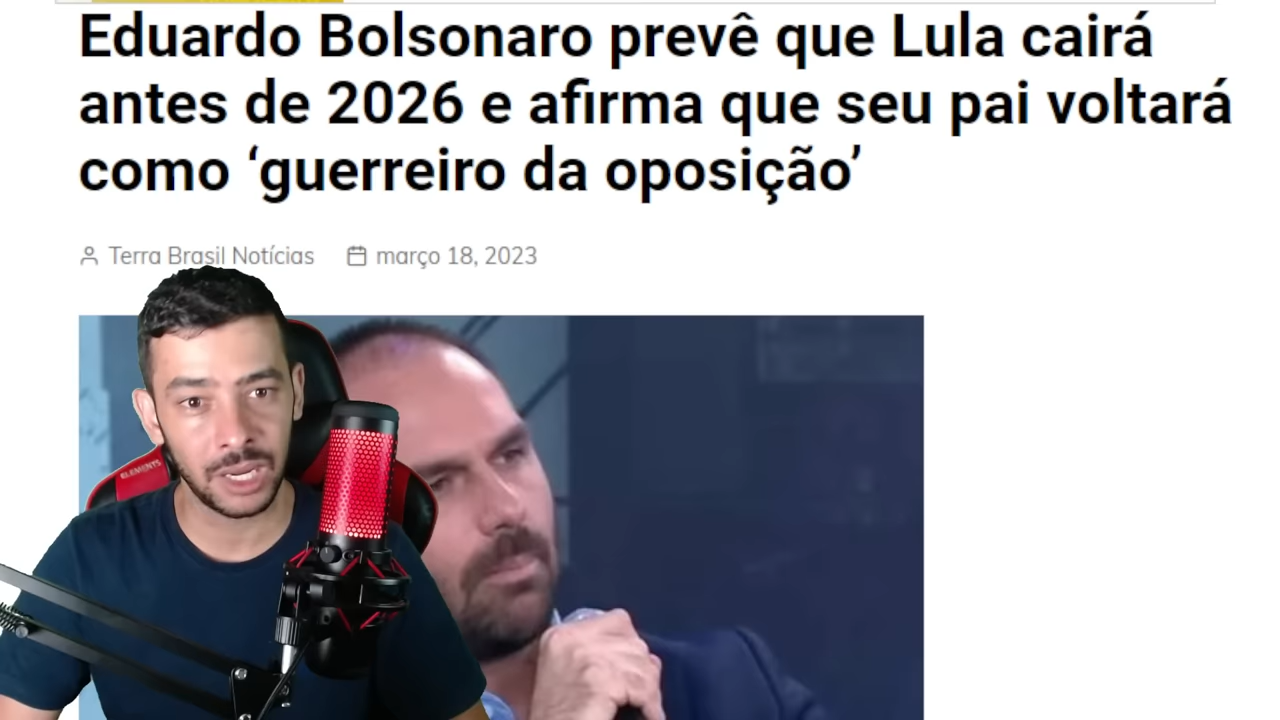 Eduardo Bolsonaro prevê que Lula cairá
antes de 2026 e afirma que seu pai voltará
como ‘guerreiro da oposição’
Terra Brasil Notícias março 18, 2023
ELEMENTS